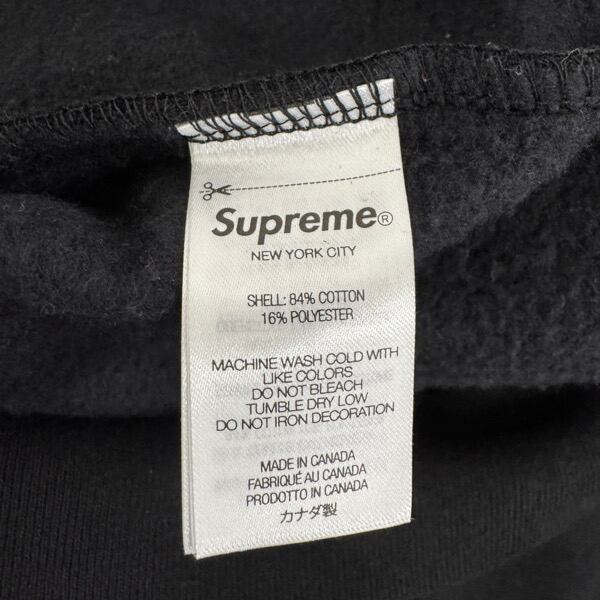 Supreme®
NEW YORK CITY
SHELL: 84% COTTON
16% POLYESTER
MACHINE WASH COLD WITH
LIKE COLORS
DO NOT BLEACH
TUMBLE DRY LOW
DO NOT IRON DECORATION
MADE IN CANADA
FABRIQUÉ AU CANADA
PRODOTTO IN CANADA
カナダ製